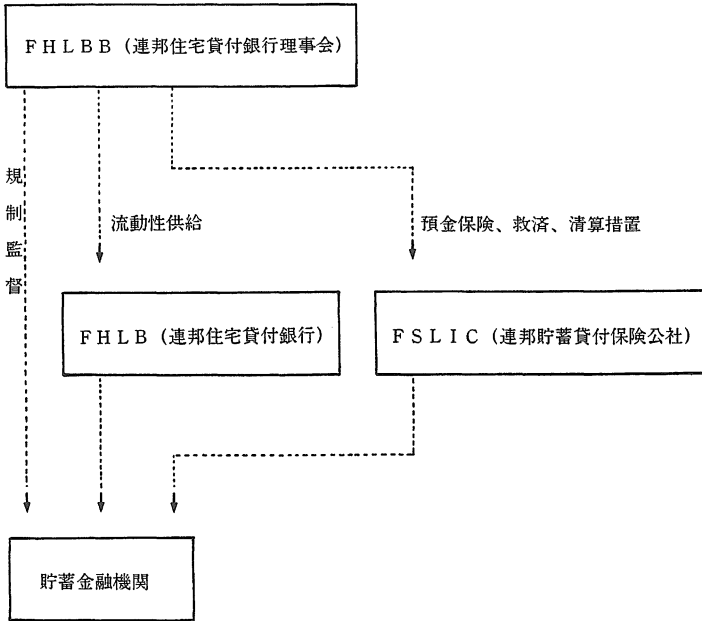 ＦＨＬＢＢ（連邦住宅貸付銀行理事会）
規制監督
流動性供給
預金保険、救済、清算措置
ＦＨＬＢ（連邦住宅貸付銀行）
ＦＳＬＩＣ（連邦貯蓄貸付保険公社）
貯蓄金融機関